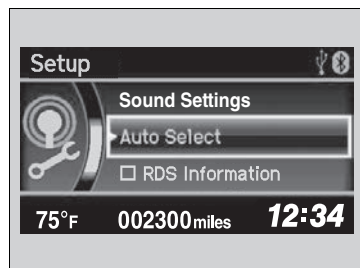 Setup
Sound Settings
Auto Select
RDS Information
75°F 002300 miles 12:34